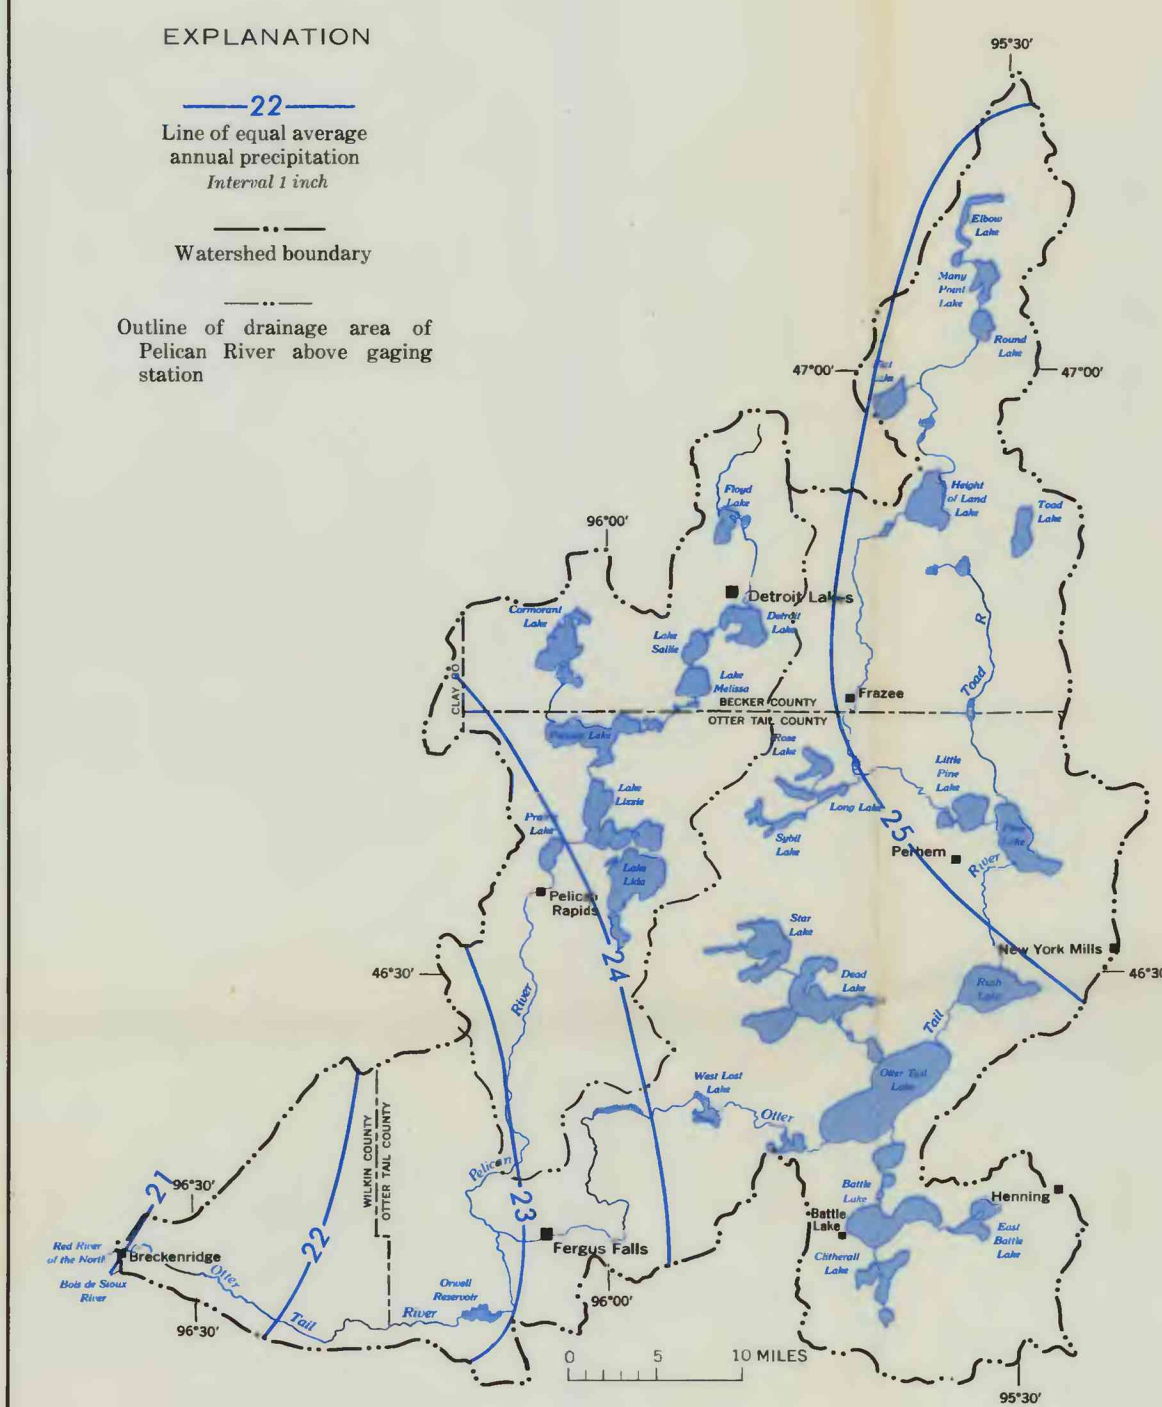 EXPLANATION
22
Line of equal average
annual precipitation
Interval 1 inch
Watershed boundary
Outline of drainage area of
Pelican River above gaging
station
95°30′
Elbow
Lake
Many
Point
Lake
Round
Lake
47°00′
47°00′
Height
of Land
Lake
Toad
Lake
Floyd
Lake
96°00′
Detroit Lakes
Detroit
Lake
Cormorant
Lake
Lake
Sallie
Lake
Melissa
CLAY CO
BECKER COUNTY
OTTER TAIL COUNTY
Frazee
Toad R
Rose
Lake
Little
Pine
Lake
Long Lake
Sybil
Lake
25
Perhem
River
Lake
Lizzie
Lake
Lake
Lida
Pelican
Rapids
Star
Lake
Dead
Lake
New York Mills
46°30′
46°30′
24
River
Rush
Lake
Tail
Otter Tail
Lake
West Lost
Lake
Otter
Pelican
WILKIN COUNTY
OTTER TAIL COUNTY
21
96°30′
22
23
Battle
Lake
Henning
Battle
Lake
East
Battle
Lake
Clitherall
Lake
Fergus Falls
Red River
of the North
Breckenridge
Bois de Sioux
River
Otter
Tail
River
Orwell
Reservoir
96°00′
96°30′
0 5 10 MILES
95°30′